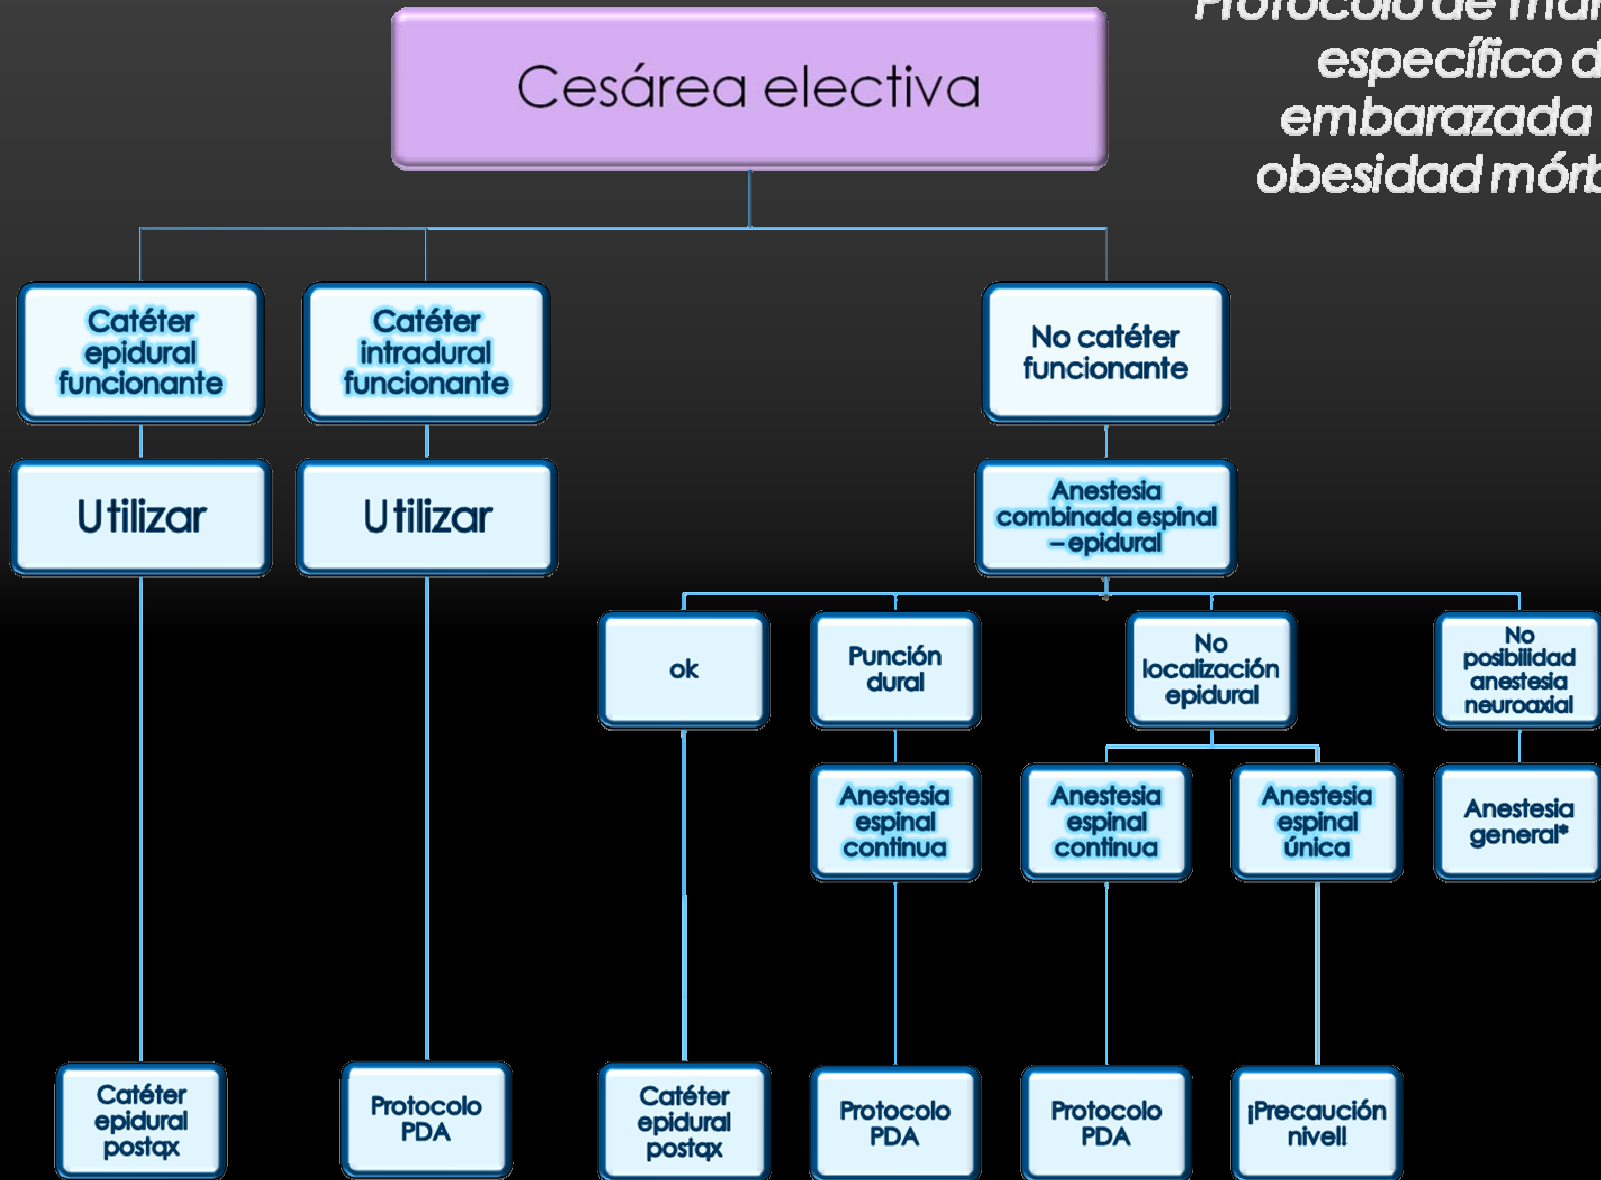 Cesárea electiva
específico
embarazada
obesidad
Catéter
epidural
funcionante
Catéter
intradural
funcionante
No catéter
funcionante
Utilizar
Utilizar
Anestesia
combinada espinal
– epidural
ok
Punción
dural
No
localización
epidural
No
posibilidad
anestesia
neuroaxial
Anestesia
espinal
continua
Anestesia
espinal
continua
Anestesia
espinal
única
Anestesia
general*
Catéter
epidural
postqx
Protocolo
PDA
Catéter
epidural
postqx
Protocolo
PDA
Protocolo
PDA
¡Precaución
nivel!